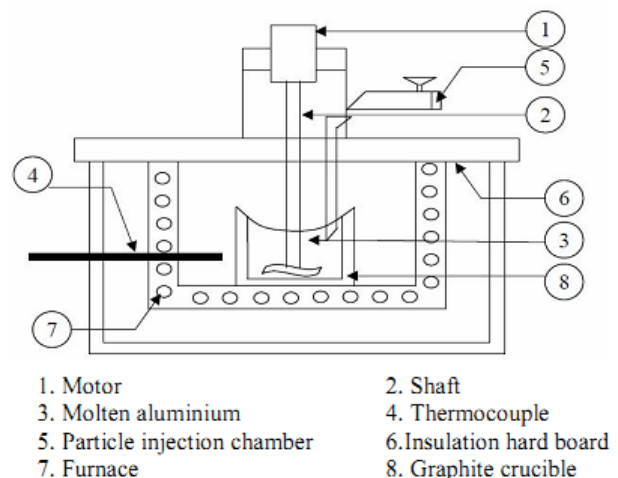 1
5
2
4
6
3
8
7
1. Motor 2. Shaft
3. Molten aluminium 4. Thermocouple
5. Particle injection chamber 6.Insulation hard board
7. Furnace 8. Graphite crucible